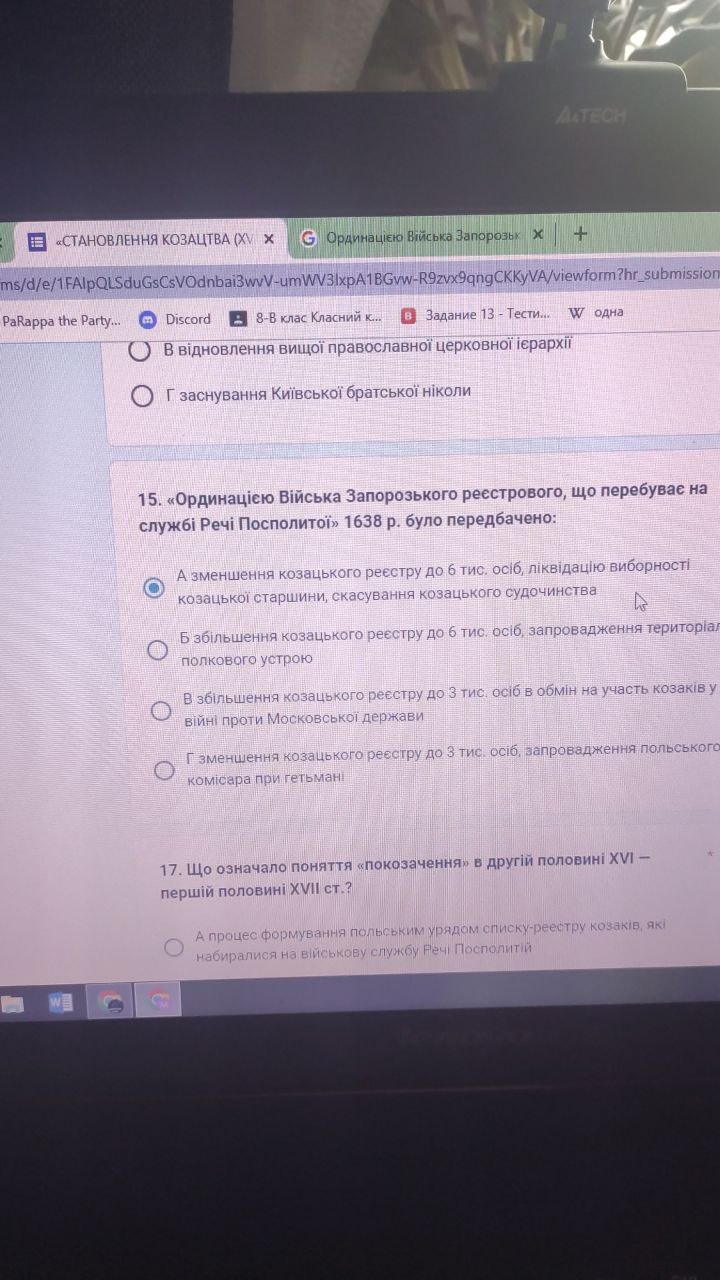 A4TECH
«СТАНОВЛЕННЯ КОЗАЦТВА (XV
Ординацією Війська Запорозьк
ms/d/e/1FAIpQLSduGsCsVOdnbai3wvV-umWV3lxpA1BGvw-R9zvx9qngCKKyVA/viewform?hr_submission
PaRappa the Party... Discord 8-В клас Класний к... Задание 13 - Тести... W одна
В відновлення вищої православної церковної ієрархії
Г заснування Київської братської ніколи
15. «Ординацією Війська Запорозького реєстрового, що перебуває на
службі Речі Посполитої» 1638 р. було передбачено:
А зменшення козацького реєстру до 6 тис. осіб, ліквідацію виборності
козацької старшини, скасування козацького судочинства
Б збільшення козацького реєстру до 6 тис. осіб, запровадження територіал
полкового устрою
В збільшення козацького реєстру до 3 тис. осіб в обмін на участь козаків у
війні проти Московської держави
Г зменшення козацького реєстру до 3 тис. осіб, запровадження польського
комісара при гетьмані
17. Що означало поняття «покозачення» в другій половині XVI —
першій половині XVII ст.?
*
А процес формування польським урядом списку-реестру козаків, які
набиралися на військову службу Речі Посполитій